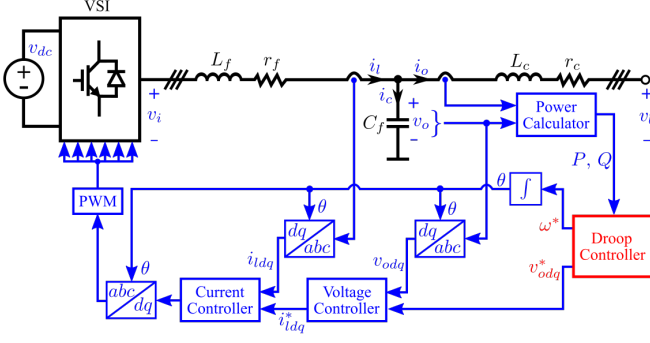 VSI
v_dc
+
-
L_f
r_f
i_l
i_o
L_c
r_c
+
v_i
-
i_c
C_f
+
v_o }
-
Power
Calculator
+
-
P, Q
PWM
θ
θ
θ
∫
ω*
v*_odq
Droop
Controller
dq
abc
dq
abc
i_ldq
v_odq
θ
abc
dq
Current
Controller
i*_ldq
Voltage
Controller